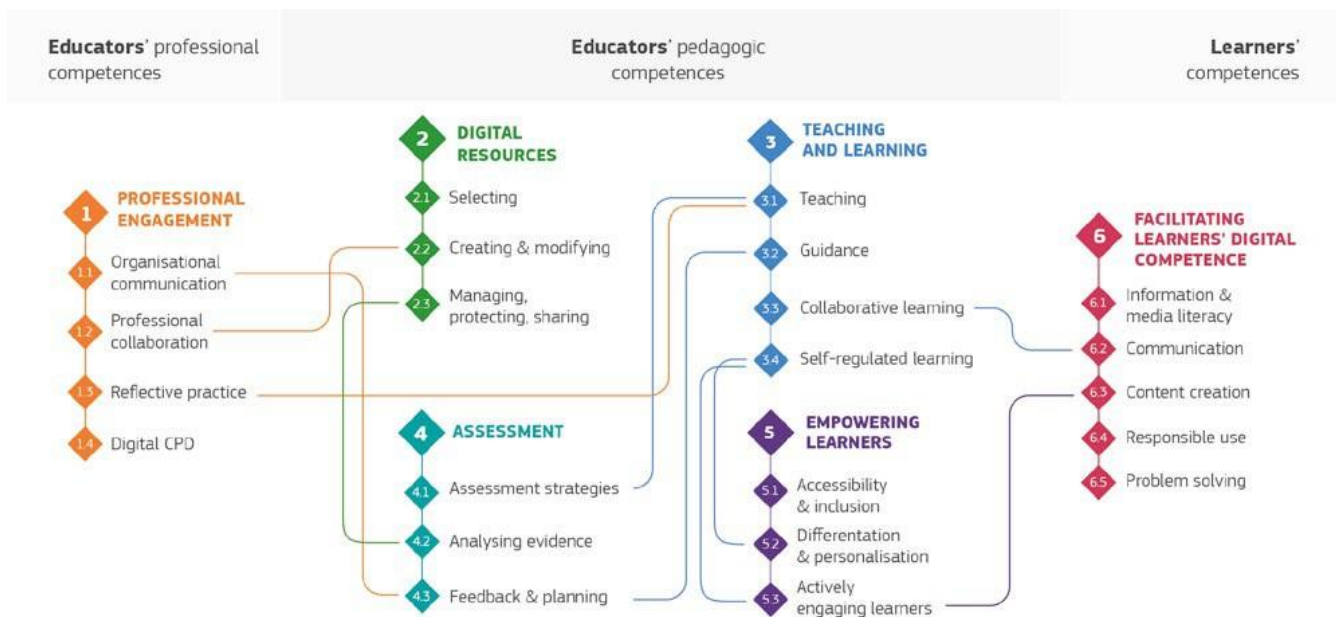 Educators' professional
competences
Educators' pedagogic
competences
Learners'
competences
1
PROFESSIONAL
ENGAGEMENT
1.1
Organisational
communication
1.2
Professional
collaboration
1.3
Reflective practice
1.4
Digital CPD
2
DIGITAL
RESOURCES
2.1
Selecting
2.2
Creating & modifying
2.3
Managing,
protecting, sharing
3
TEACHING
AND LEARNING
3.1
Teaching
3.2
Guidance
3.3
Collaborative learning
3.4
Self-regulated learning
4
ASSESSMENT
4.1
Assessment strategies
4.2
Analysing evidence
4.3
Feedback & planning
5
EMPOWERING
LEARNERS
5.1
Accessibility
& inclusion
5.2
Differentation
& personalisation
5.3
Actively
engaging learners
6
FACILITATING
LEARNERS' DIGITAL
COMPETENCE
6.1
Information &
media literacy
6.2
Communication
6.3
Content creation
6.4
Responsible use
6.5
Problem solving